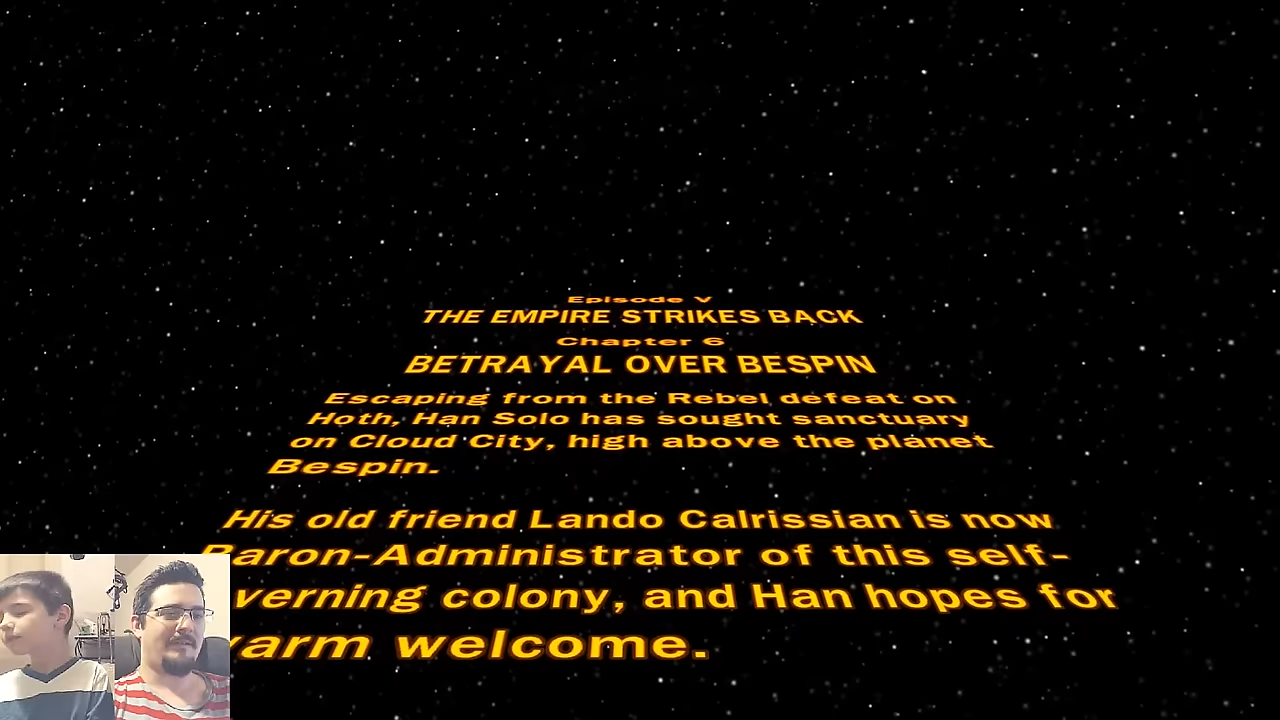 Episode V
THE EMPIRE STRIKES BACK
Chapter 6
BETRAYAL OVER BESPIN
Escaping from the Rebel defeat on
Hoth, Han Solo has sought sanctuary
on Cloud City, high above the planet
Bespin.
His old friend Lando Calrissian is now
Baron-Administrator of this self-
verning colony, and Han hopes for
warm welcome.